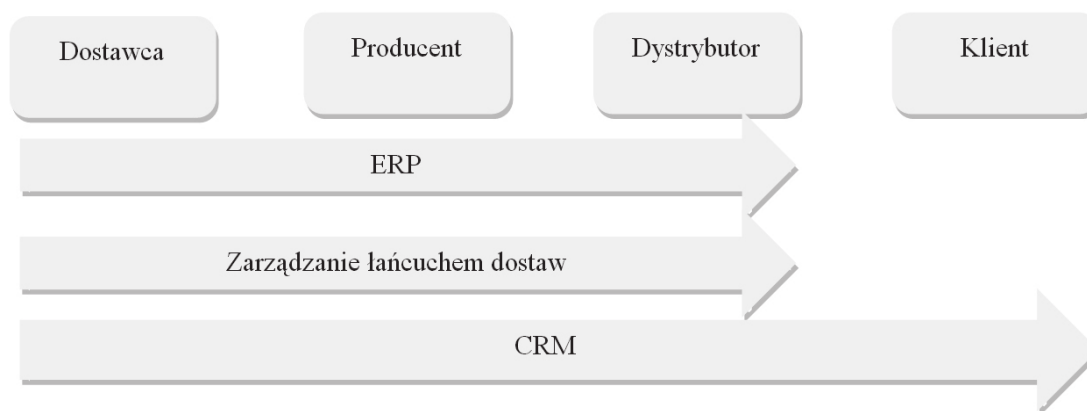 Dostawca
Producent
Dystrybutor
Klient
ERP
Zarządzanie łańcuchem dostaw
CRM